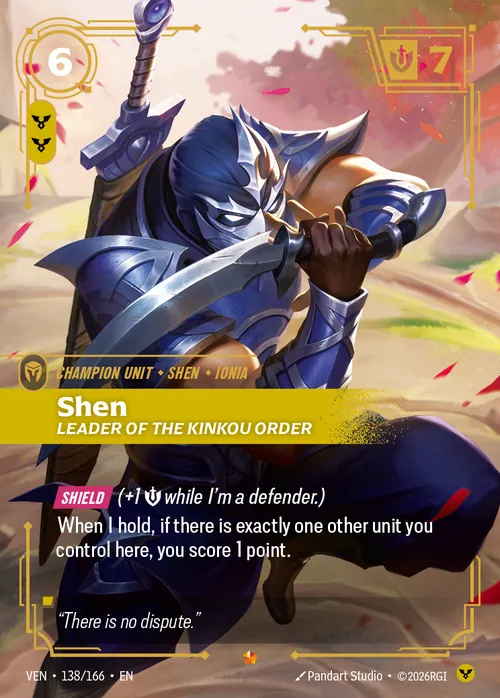 6
7
CHAMPION UNIT • SHEN • IONIA
Shen
LEADER OF THE KINKOU ORDER
SHIELD (+1 while I'm a defender.)
When I hold, if there is exactly one other unit you
control here, you score 1 point.
“There is no dispute.”
VEN • 138/166 • EN
Pandart Studio • ©2026RGI